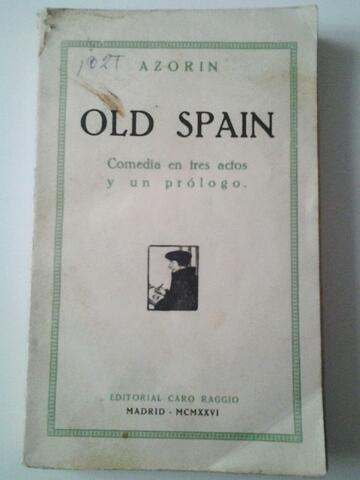 AZORIN
OLD SPAIN
Comedia en tres actos
y un prólogo.
EDITORIAL CARO RAGGIO
MADRID - MCMXXVI